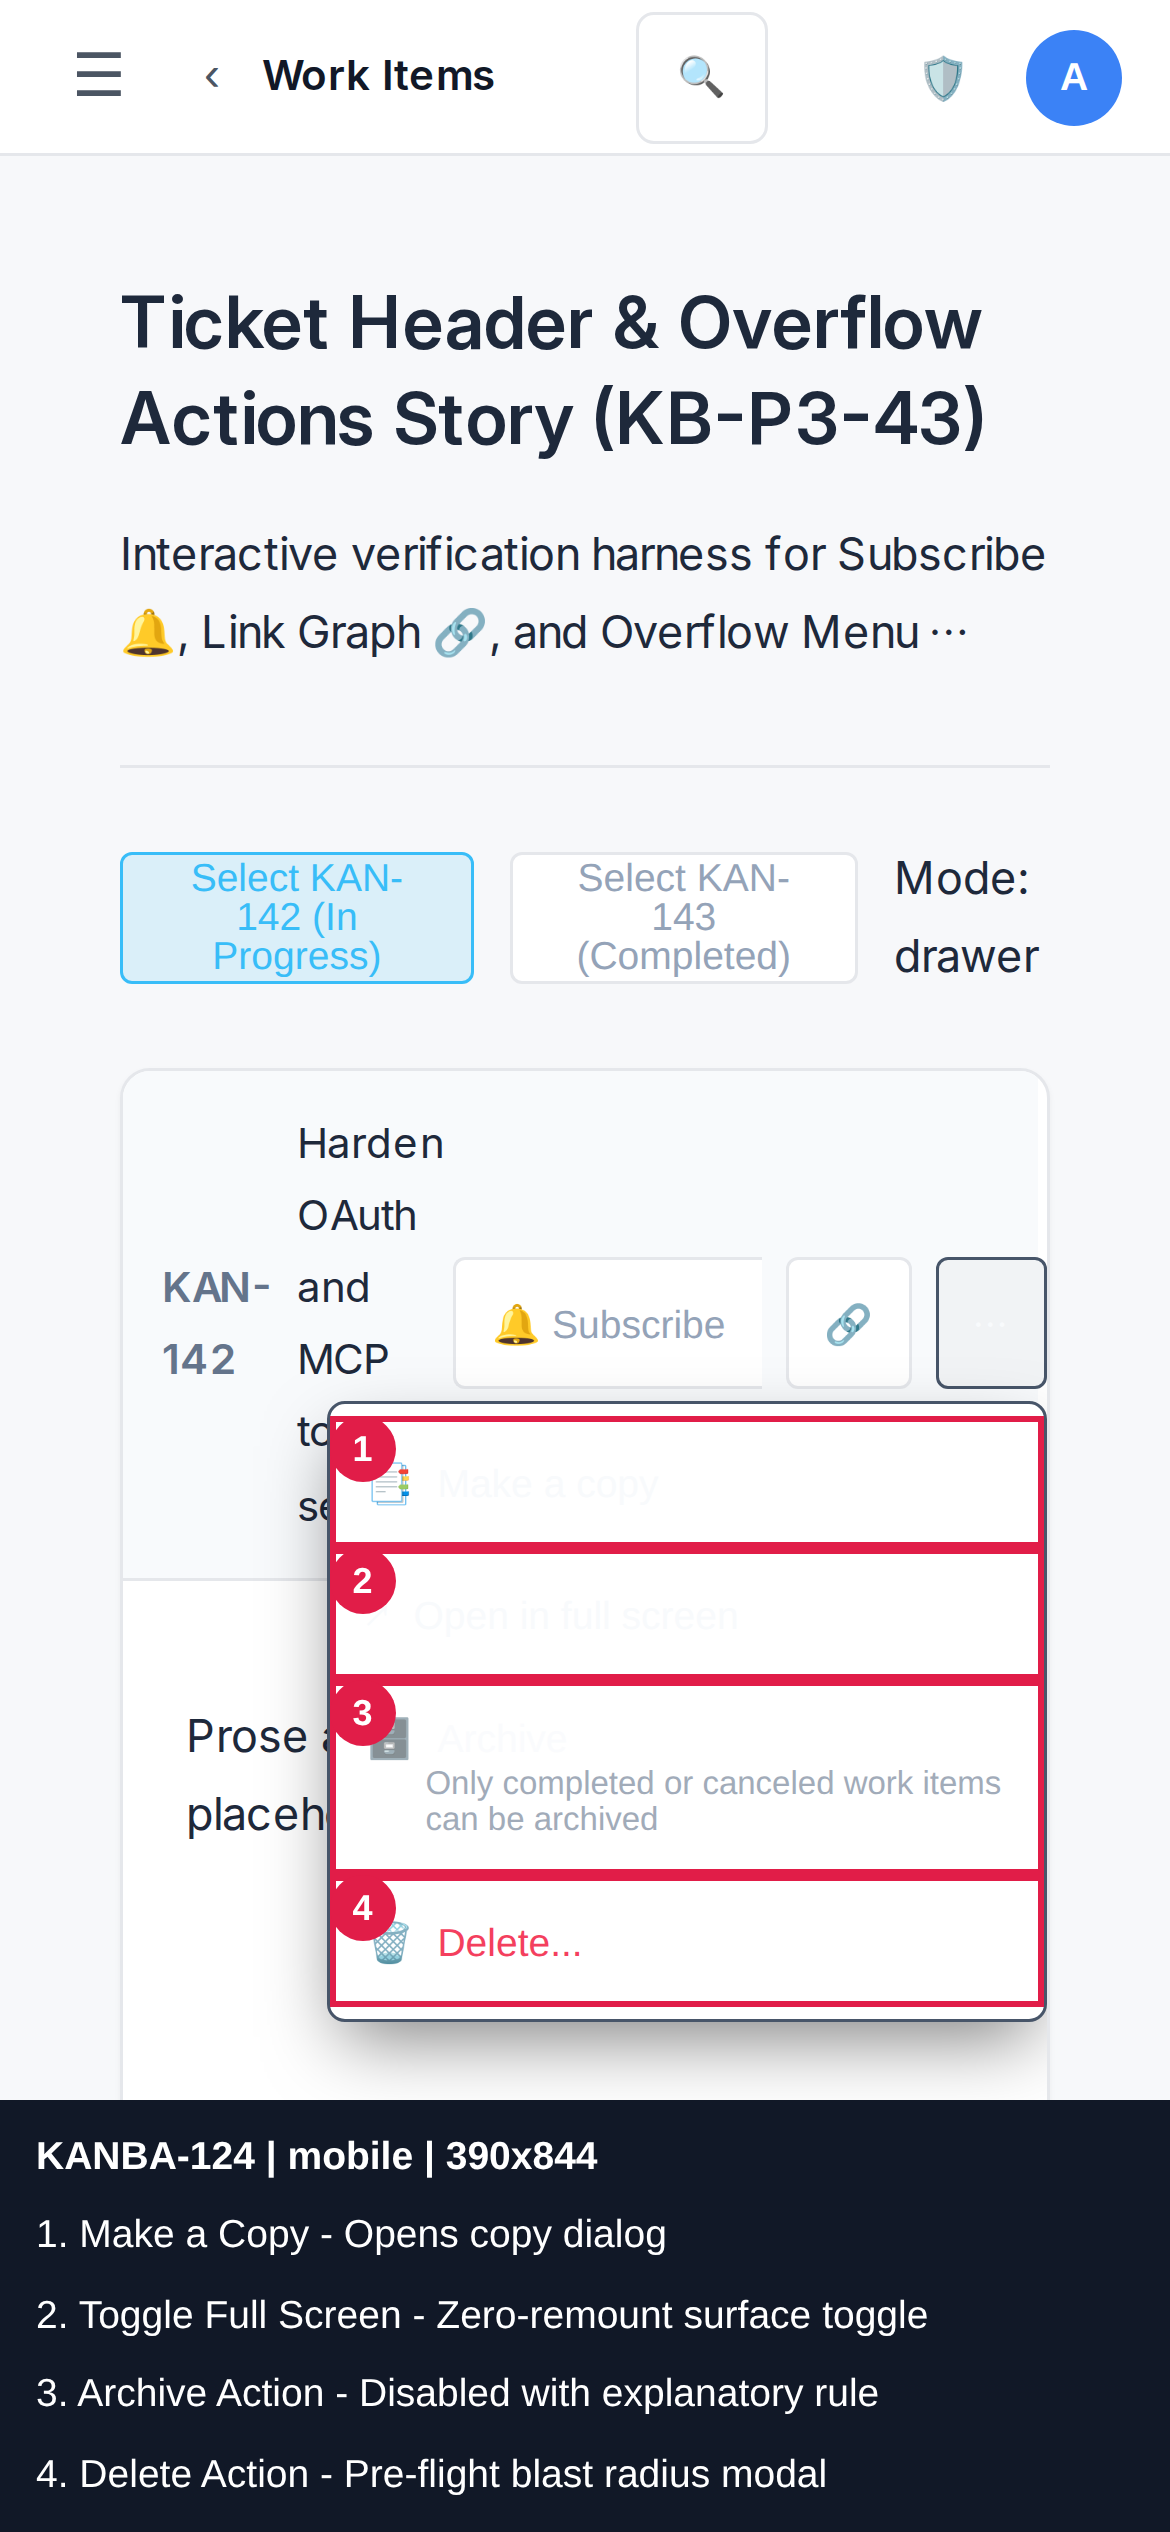 ☰ ‹ Work Items 🔍 🛡️ A
Ticket Header & Overflow
Actions Story (KB-P3-43)
Interactive verification harness for Subscribe
🔔, Link Graph 🔗, and Overflow Menu ⋯
Select KAN-
142 (In
Progress)
Select KAN-
143
(Completed)
Mode:
drawer
KAN-
142
Harden
OAuth
and
MCP
🔔 Subscribe
🔗
⋯
1
Make a copy
2
Open in full screen
3
Archive
Only completed or canceled work items
can be archived
4
Delete...
Prose
KANBA-124 | mobile | 390x844
1. Make a Copy - Opens copy dialog
2. Toggle Full Screen - Zero-remount surface toggle
3. Archive Action - Disabled with explanatory rule
4. Delete Action - Pre-flight blast radius modal